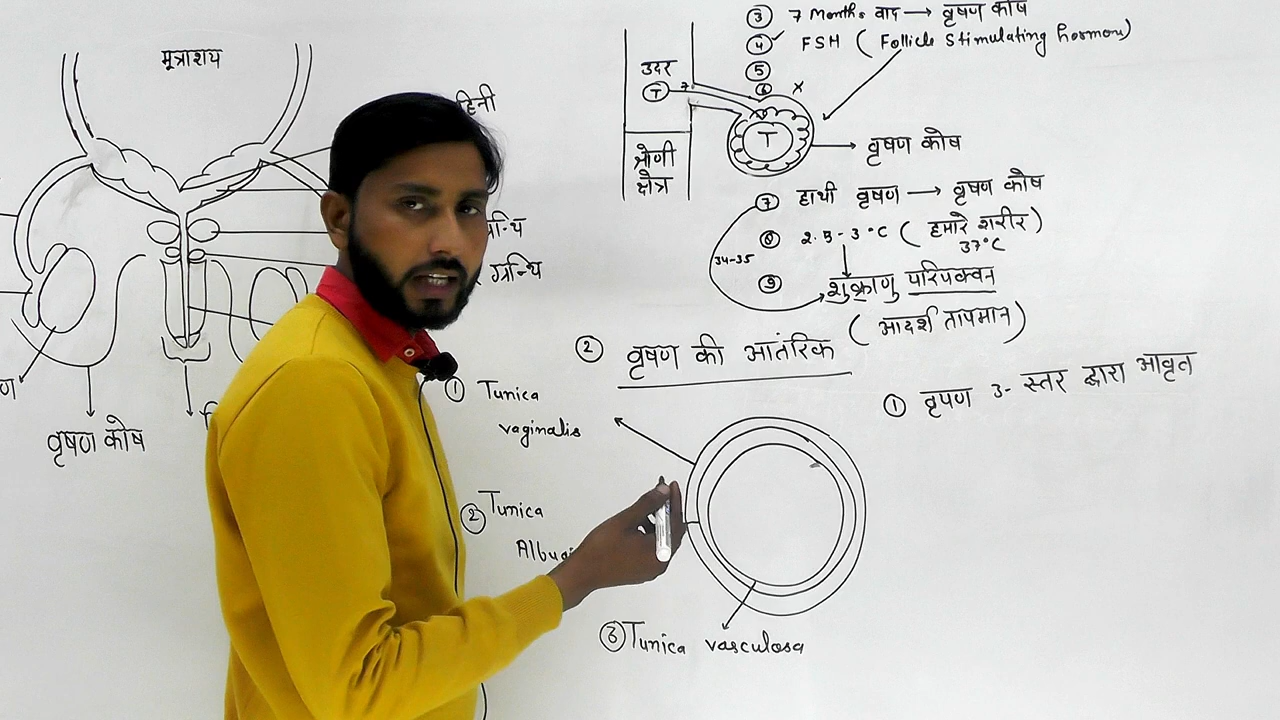 मूत्राशय
वृषण कोष
③ 7 Months बाद → वृषण कोष
④ ✓ FSH ( Follicle Stimulating hormon)
⑤
⑥ x
उदर
T
7
श्रोणी
क्षेत्र
T
→ वृषण कोष
⑦ हाथी वृषण → वृषण कोष
⑧ 2.5-3°C ( हमारे शरीर )
37°C
34-35
⑨ शुक्राणु परिपक्वन
( आदर्श तापमान)
② वृषण की आंतरिक
① वृषण 3- स्तर द्वारा आवृत
① Tunica
vaginalis
② Tunica
③ Tunica vasculosa